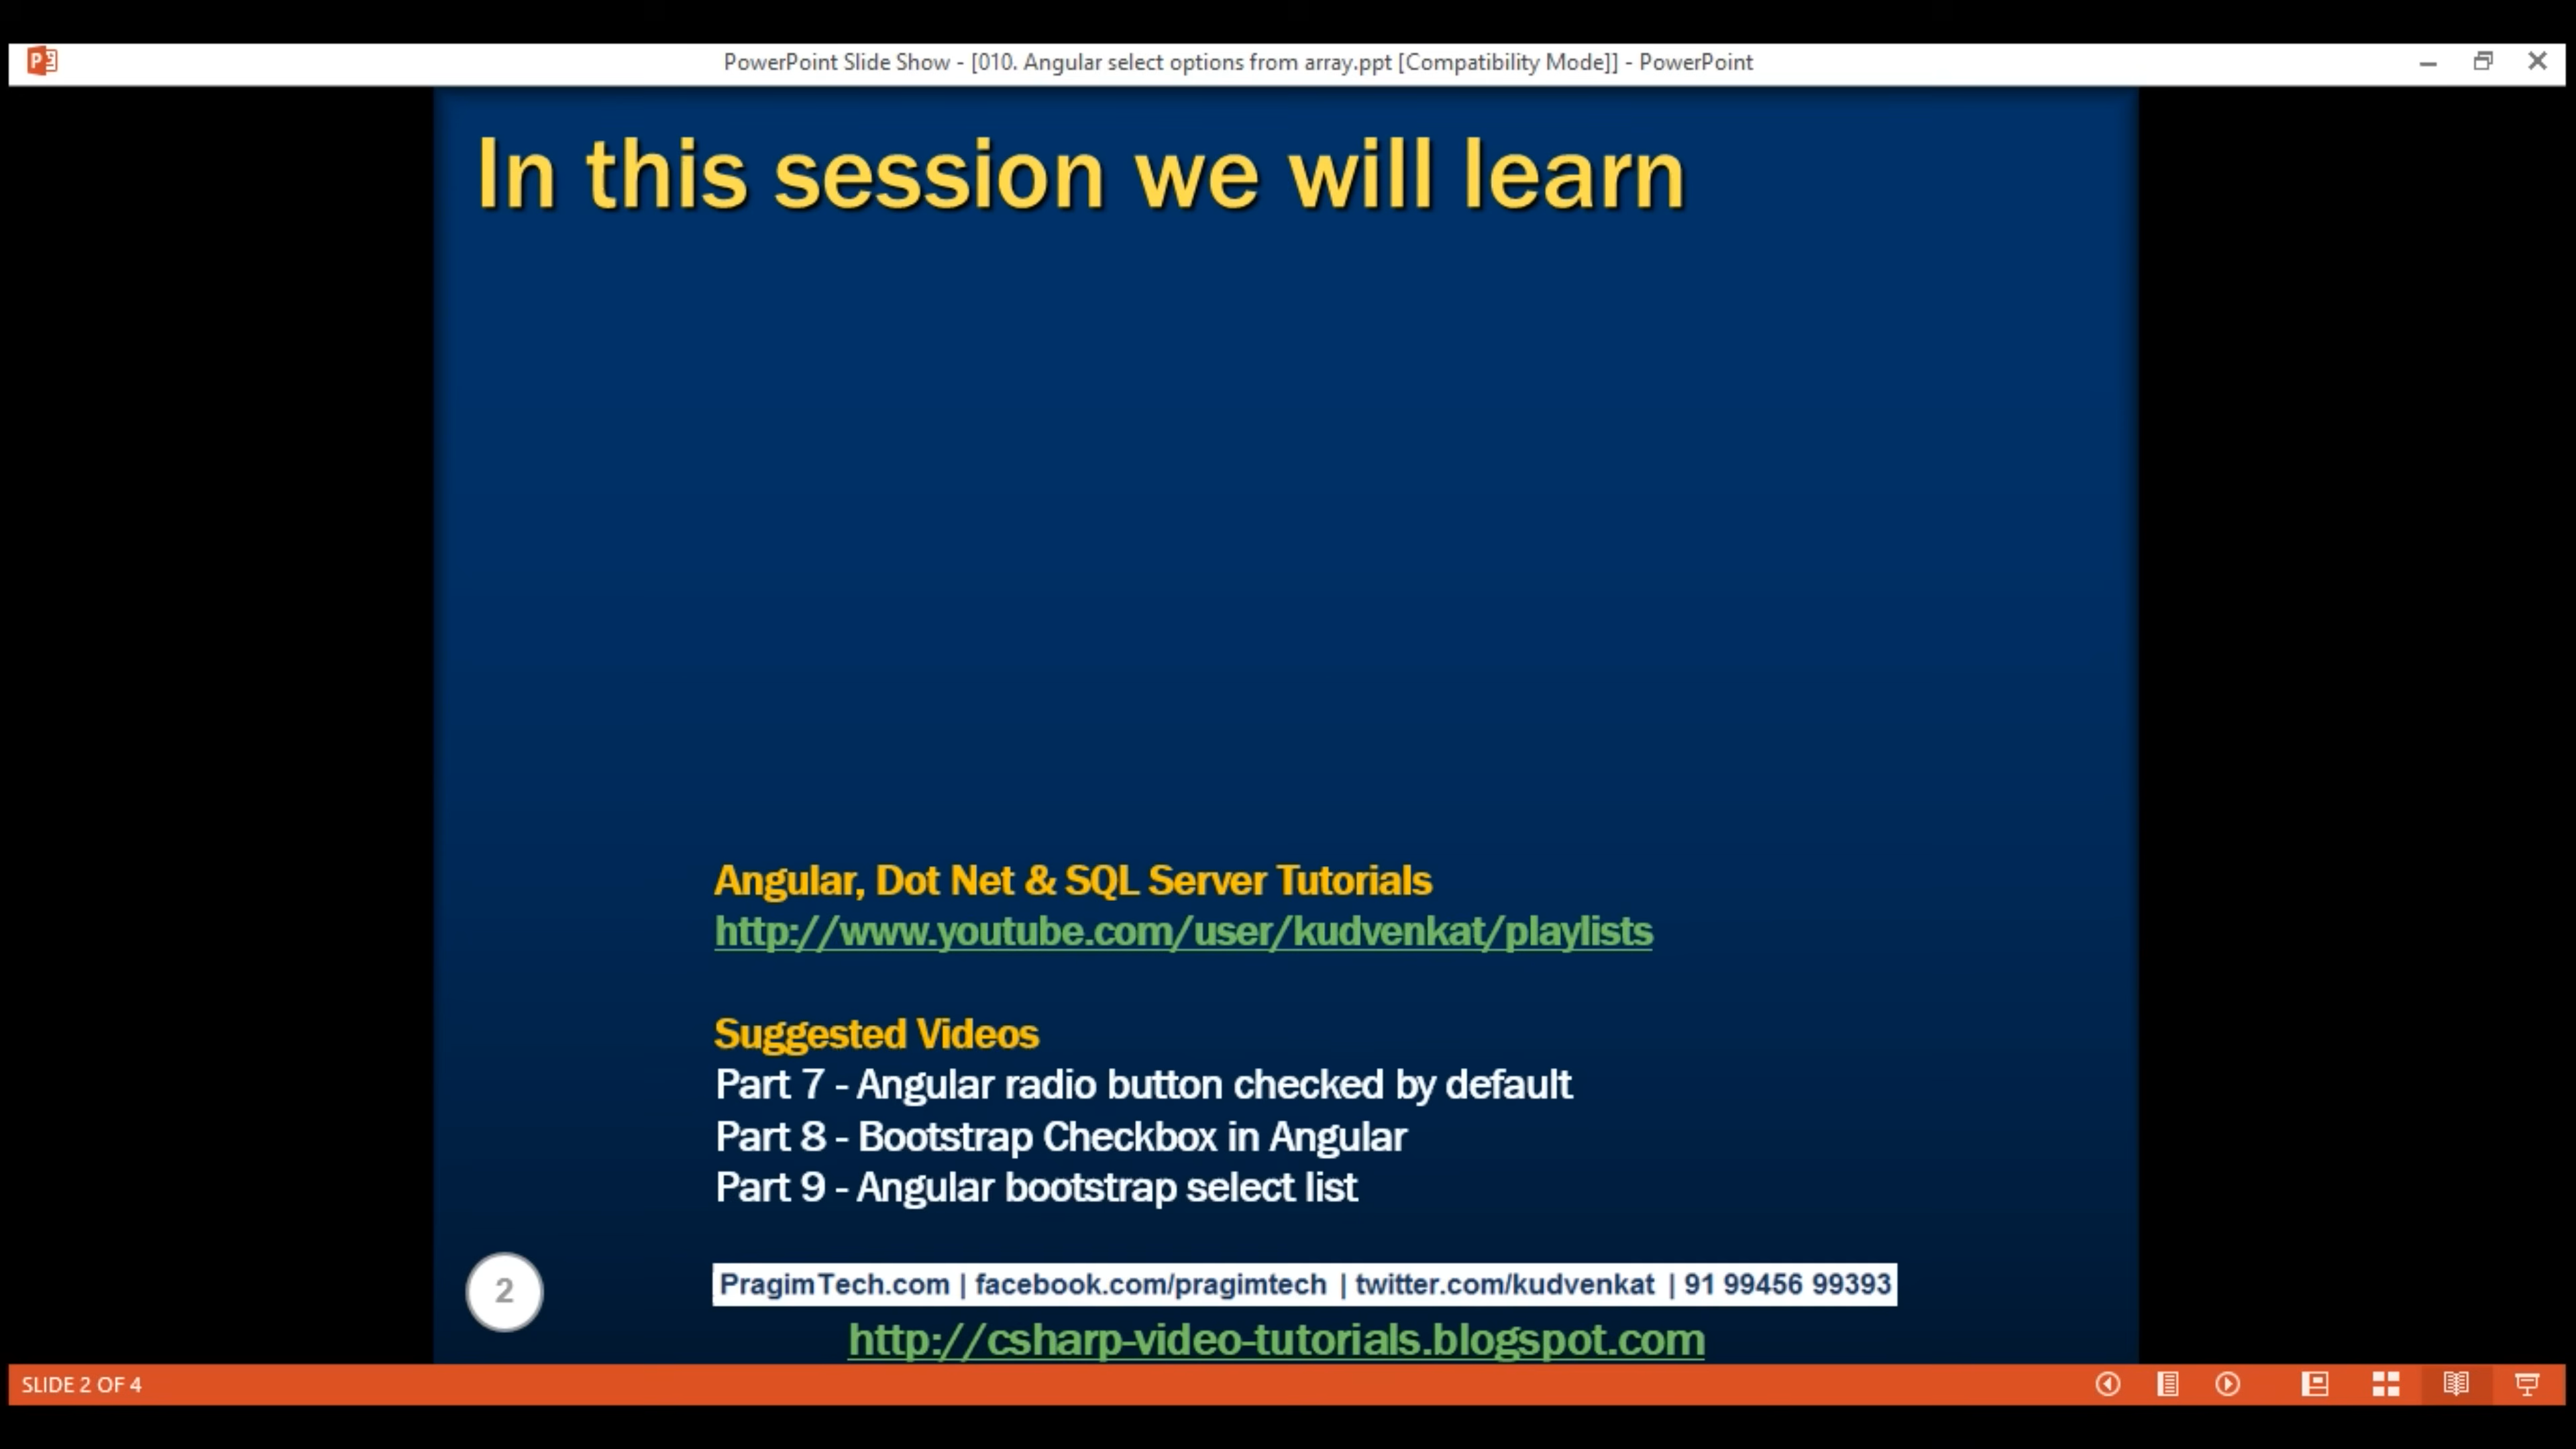 PowerPoint Slide Show - [010. Angular select options from array.ppt [Compatibility Mode]] - PowerPoint
In this session we will learn
Angular, Dot Net & SQL Server Tutorials
http://www.youtube.com/user/kudvenkat/playlists
Suggested Videos
Part 7 - Angular radio button checked by default
Part 8 - Bootstrap Checkbox in Angular
Part 9 - Angular bootstrap select list
2
PragimTech.com | facebook.com/pragimtech | twitter.com/kudvenkat | 91 99456 99393
http://csharp-video-tutorials.blogspot.com
SLIDE 2 OF 4